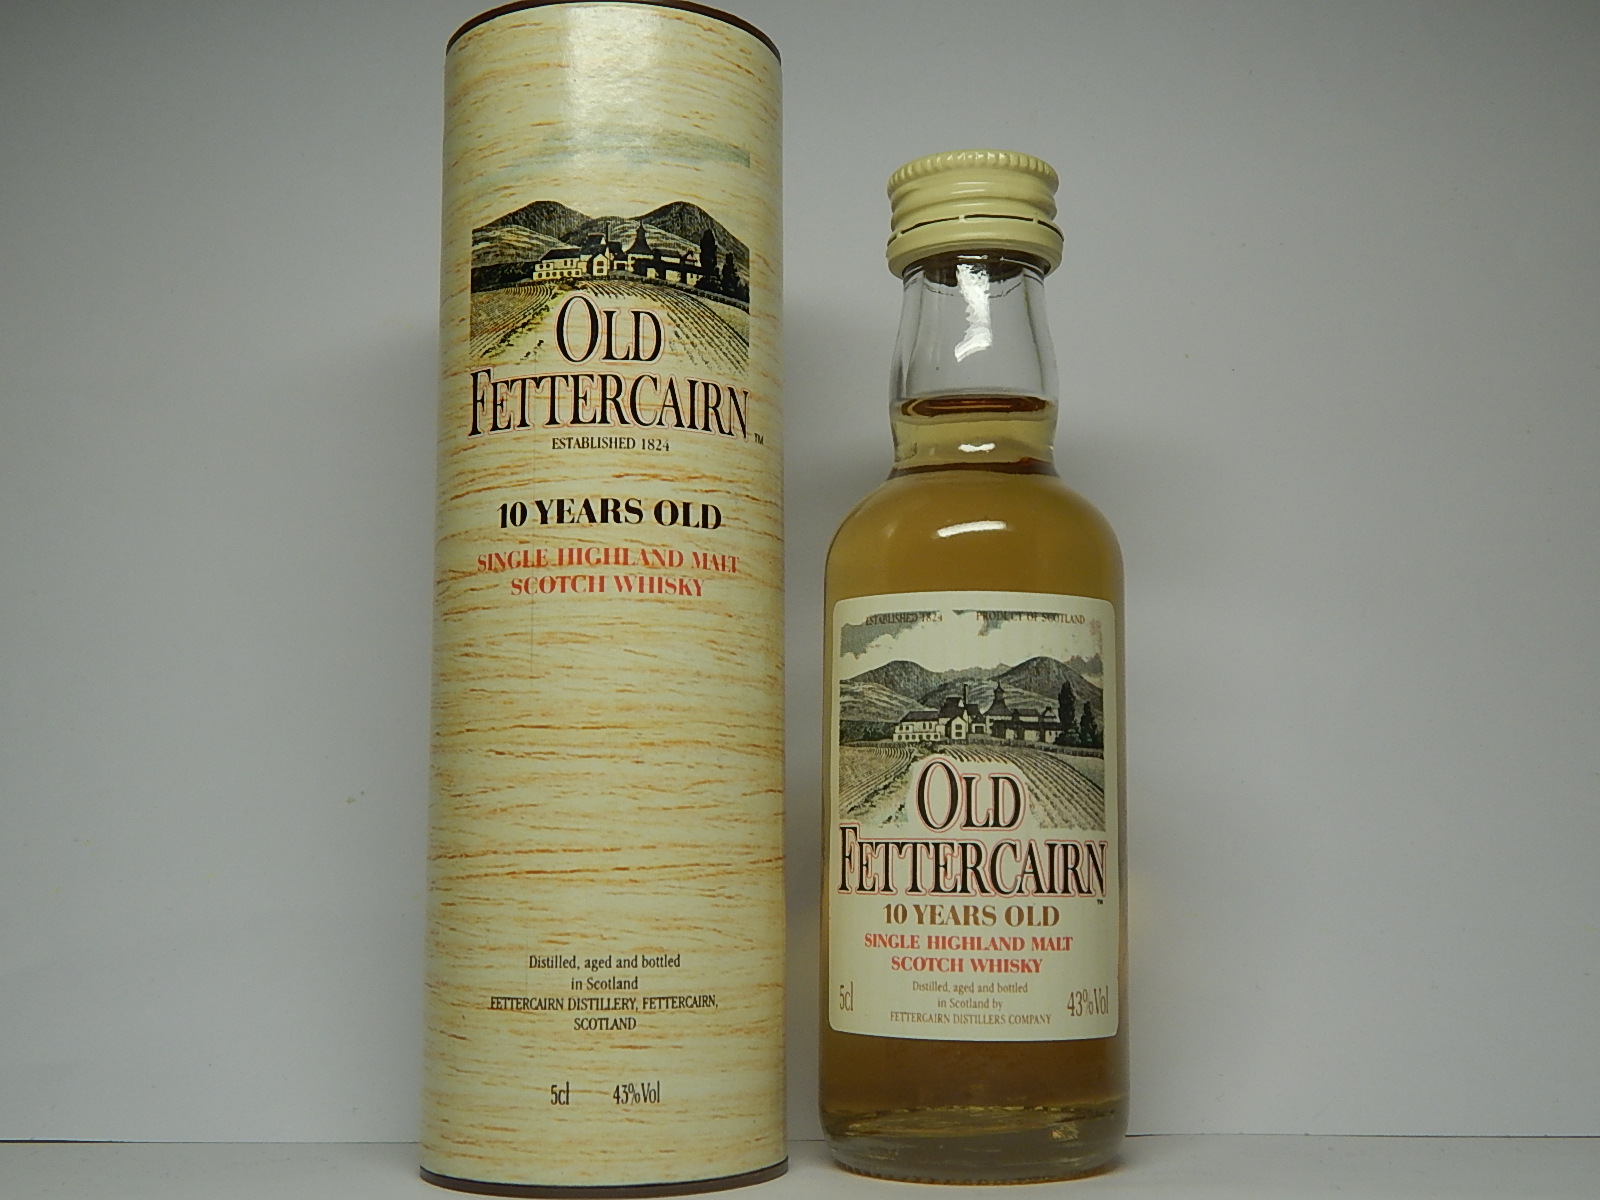 OLD
FETTERCAIRN
TM
ESTABLISHED 1824
10 YEARS OLD
SINGLE HIGHLAND MALT
SCOTCH WHISKY
Distilled, aged and bottled
in Scotland
FETTERCAIRN DISTILLERY, FETTERCAIRN,
SCOTLAND
5cl 43%Vol
ESTABLISHED 1824 PRODUCT OF SCOTLAND
OLD
FETTERCAIRN
TM
10 YEARS OLD
SINGLE HIGHLAND MALT
SCOTCH WHISKY
Distilled, aged and bottled
in Scotland by
FETTERCAIRN DISTILLERS COMPANY
5cl 43%Vol